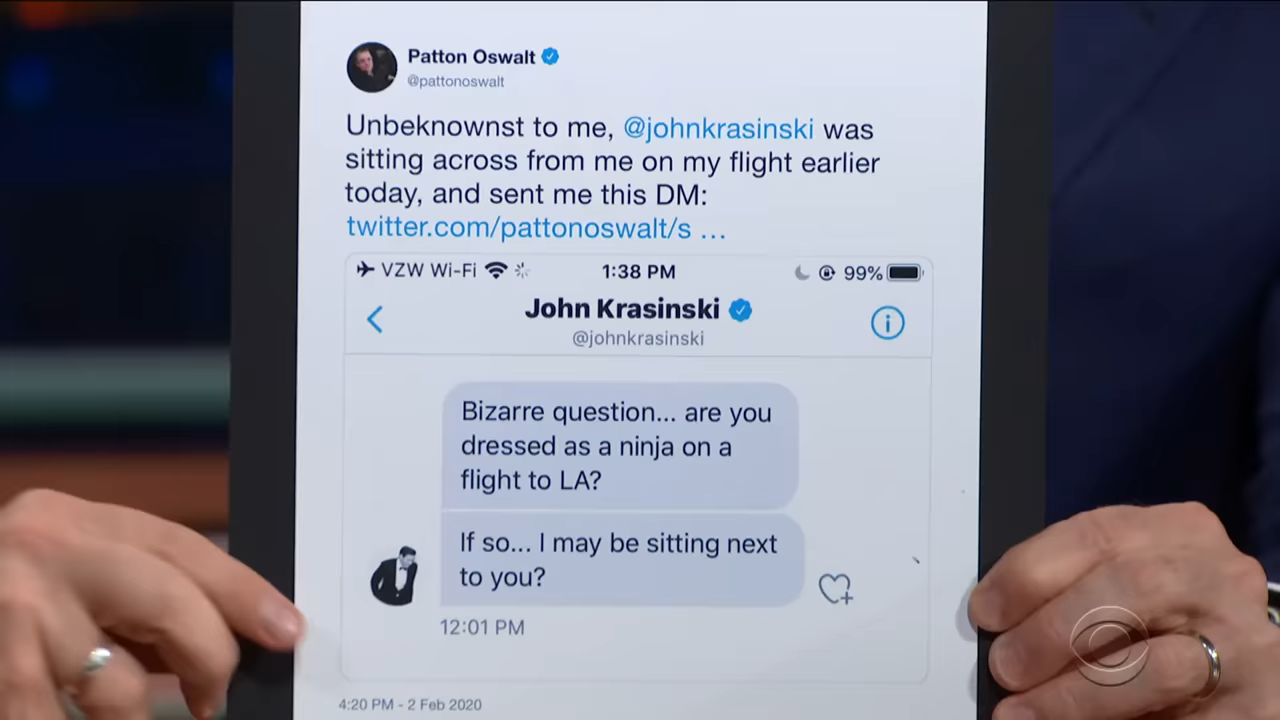 Patton Oswalt
@pattonoswalt
Unbeknownst to me, @johnkrasinski was
sitting across from me on my flight earlier
today, and sent me this DM:
twitter.com/pattonoswalt/s ...
VZW Wi-Fi 1:38 PM 99%
John Krasinski
@johnkrasinski
Bizarre question... are you
dressed as a ninja on a
flight to LA?
If so... I may be sitting next
to you?
12:01 PM
4:20 PM - 2 Feb 2020